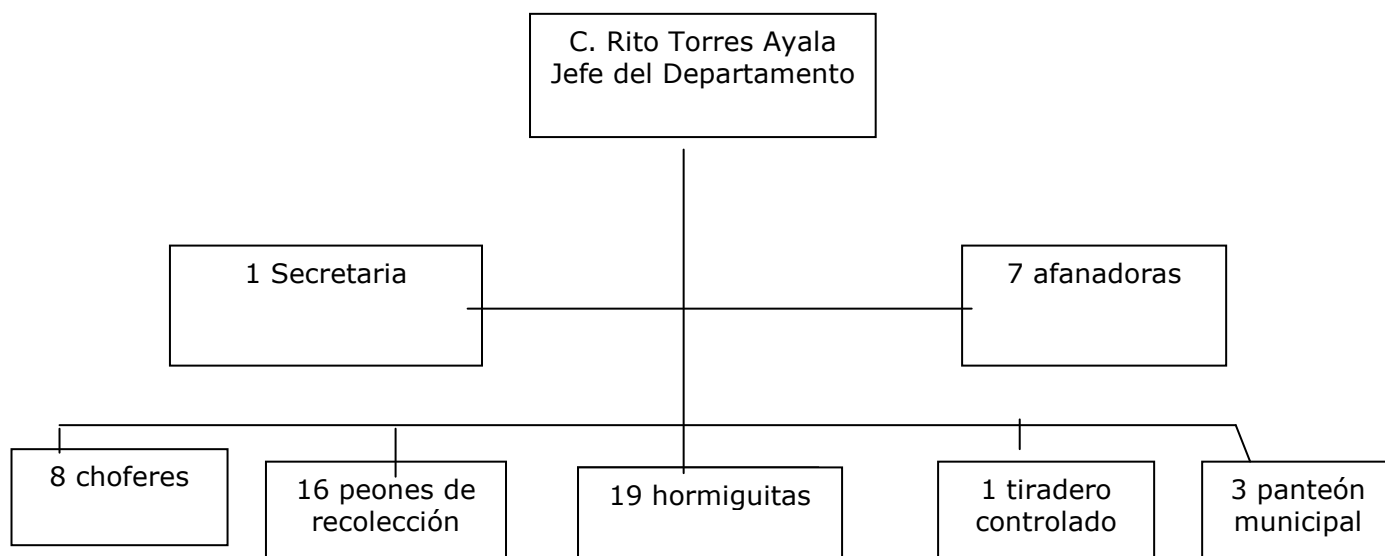 C. Rito Torres Ayala
Jefe del Departamento
1 Secretaria
7 afanadoras
8 choferes
16 peones de
recolección
19 hormiguitas
1 tiradero
controlado
3 panteón
municipal